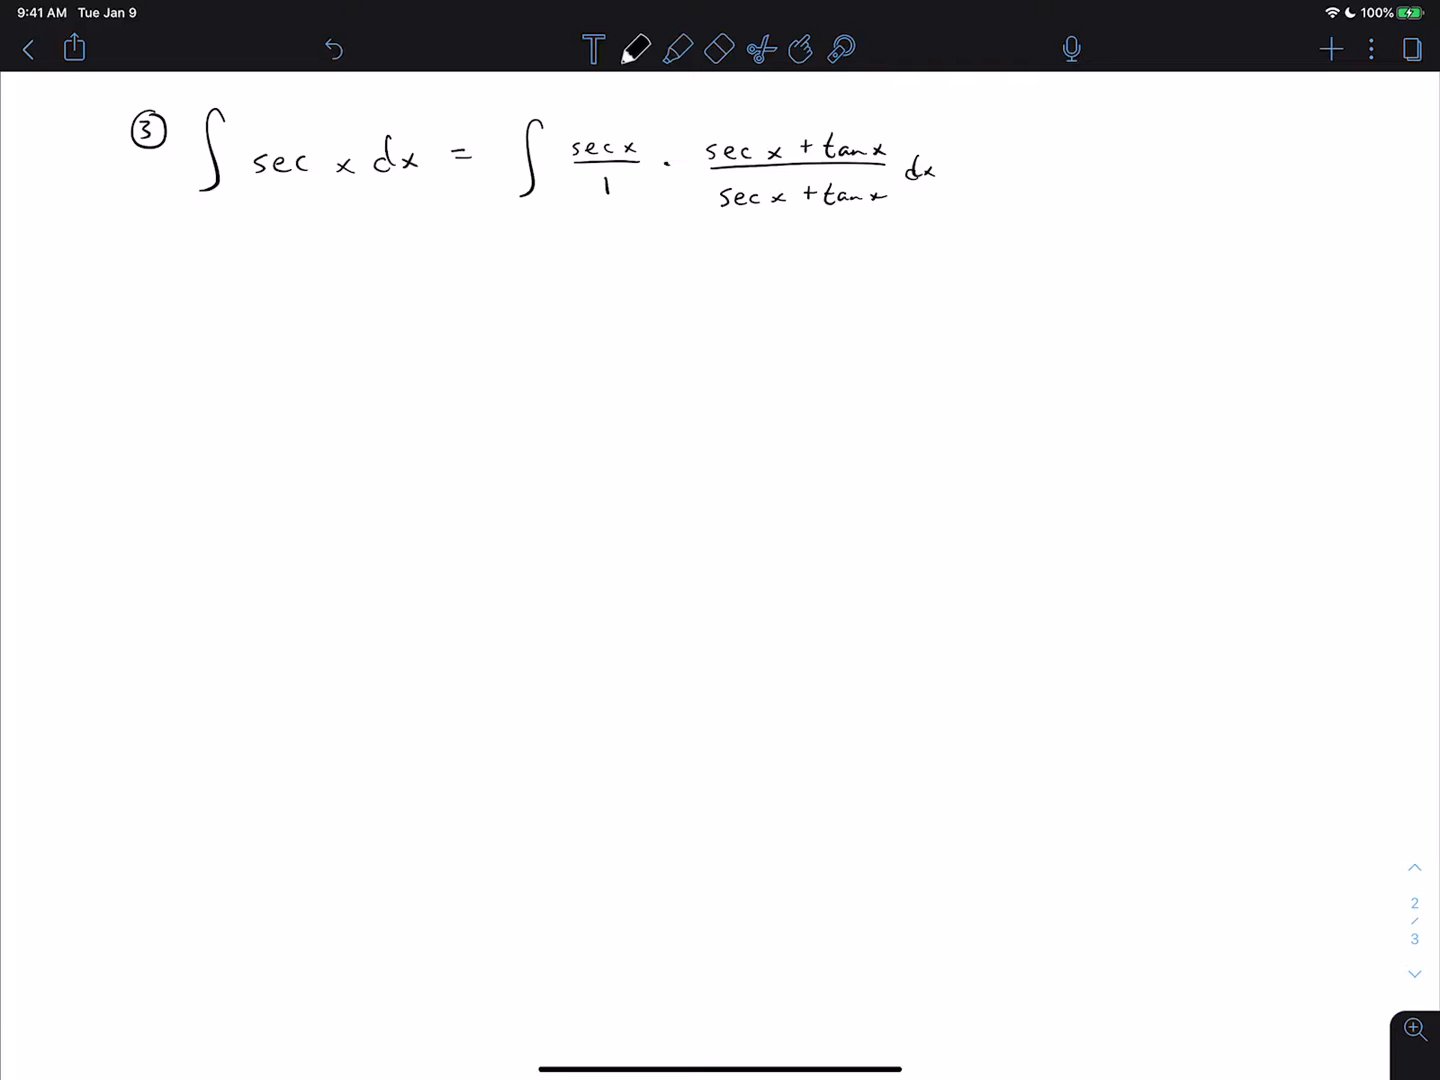 9:41 AM Tue Jan 9 100%
③ ∫ sec x dx = ∫ sec x / 1 · sec x + tan x / sec x + tan x dx
2
/
3